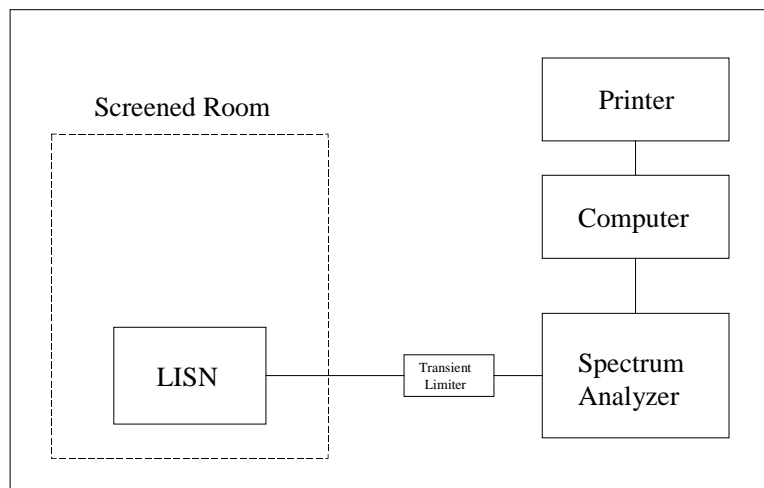 Screened Room
Printer
Computer
LISN
Transient
Limiter
Spectrum
Analyzer